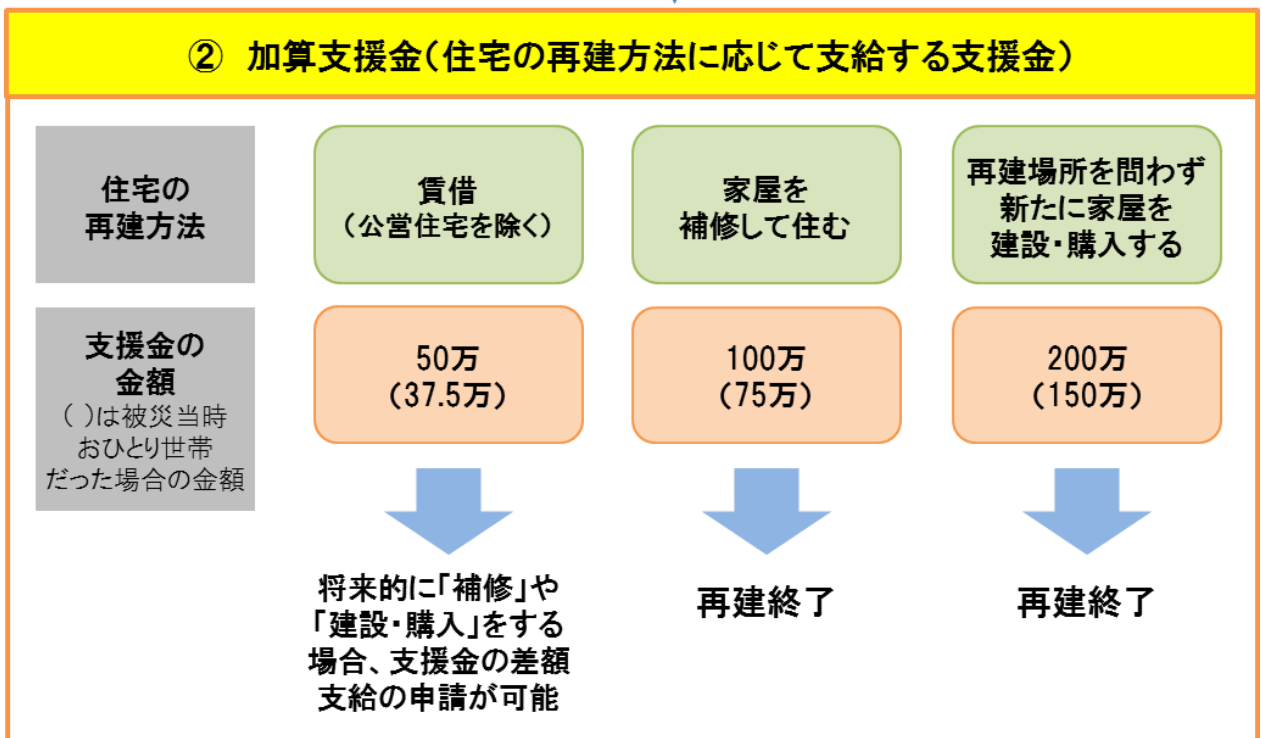 ② 加算支援金(住宅の再建方法に応じて支給する支援金)
住宅の
再建方法
賃借
(公営住宅を除く)
家屋を
補修して住む
再建場所を問わず
新たに家屋を
建設・購入する
支援金の
金額
( )は被災当時
おひとり世帯
だった場合の金額
50万
(37.5万)
100万
(75万)
200万
(150万)
将来的に「補修」や
「建設・購入」をする
場合、支援金の差額
支給の申請が可能
再建終了
再建終了